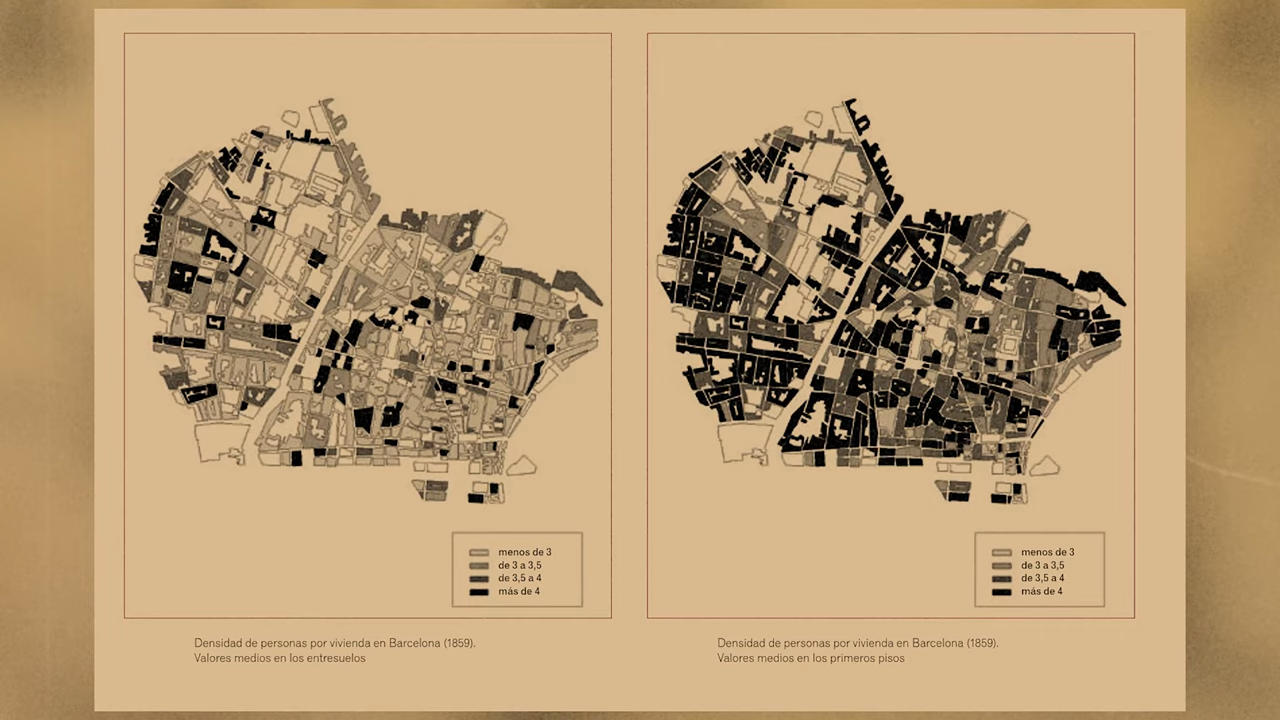 menos de 3
de 3 a 3,5
de 3,5 a 4
más de 4
Densidad de personas por vivienda en Barcelona (1859).
Valores medios en los entresuelos
menos de 3
de 3 a 3,5
de 3,5 a 4
más de 4
Densidad de personas por vivienda en Barcelona (1859).
Valores medios en los primeros pisos